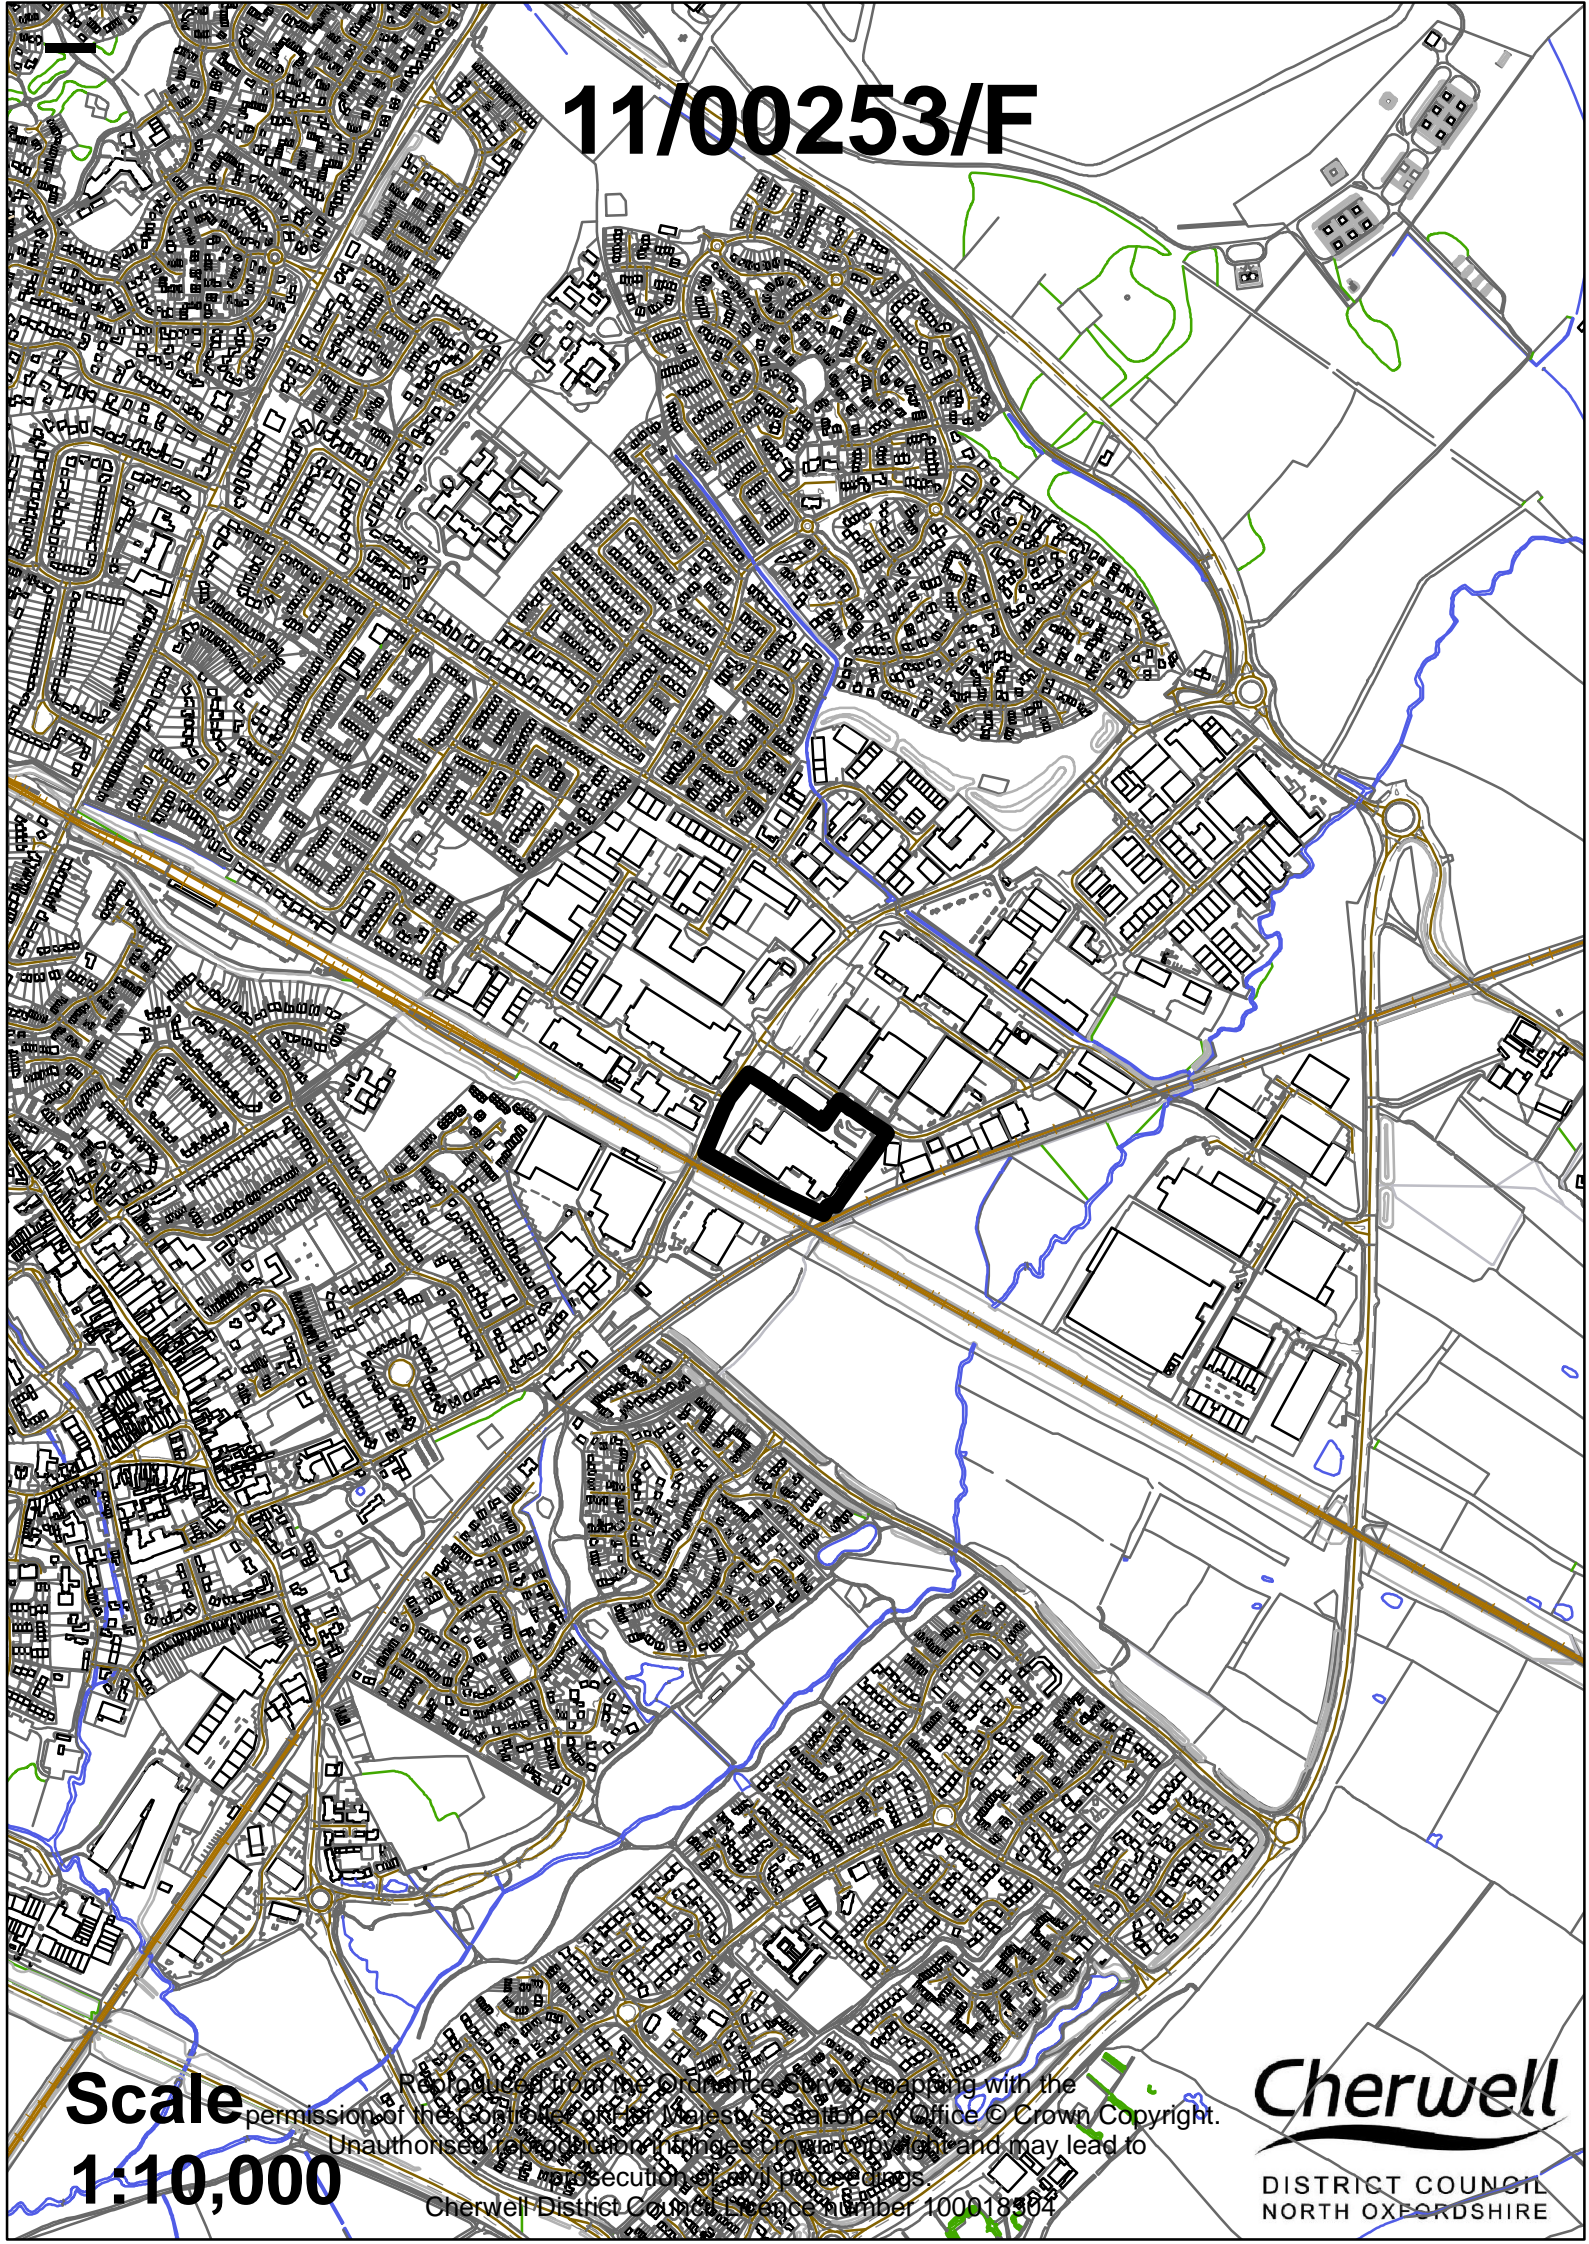 11/00253/F
Scale
1:10,000
Reproduced from the Ordnance Survey mapping with the
permission of the Controller of Her Majesty's Stationery Office © Crown Copyright.
Unauthorised reproduction infringes crown copyright and may lead to
prosecution or civil proceedings.
Cherwell District Council Licence number 100018504
Cherwell
DISTRICT COUNCIL
NORTH OXFORDSHIRE